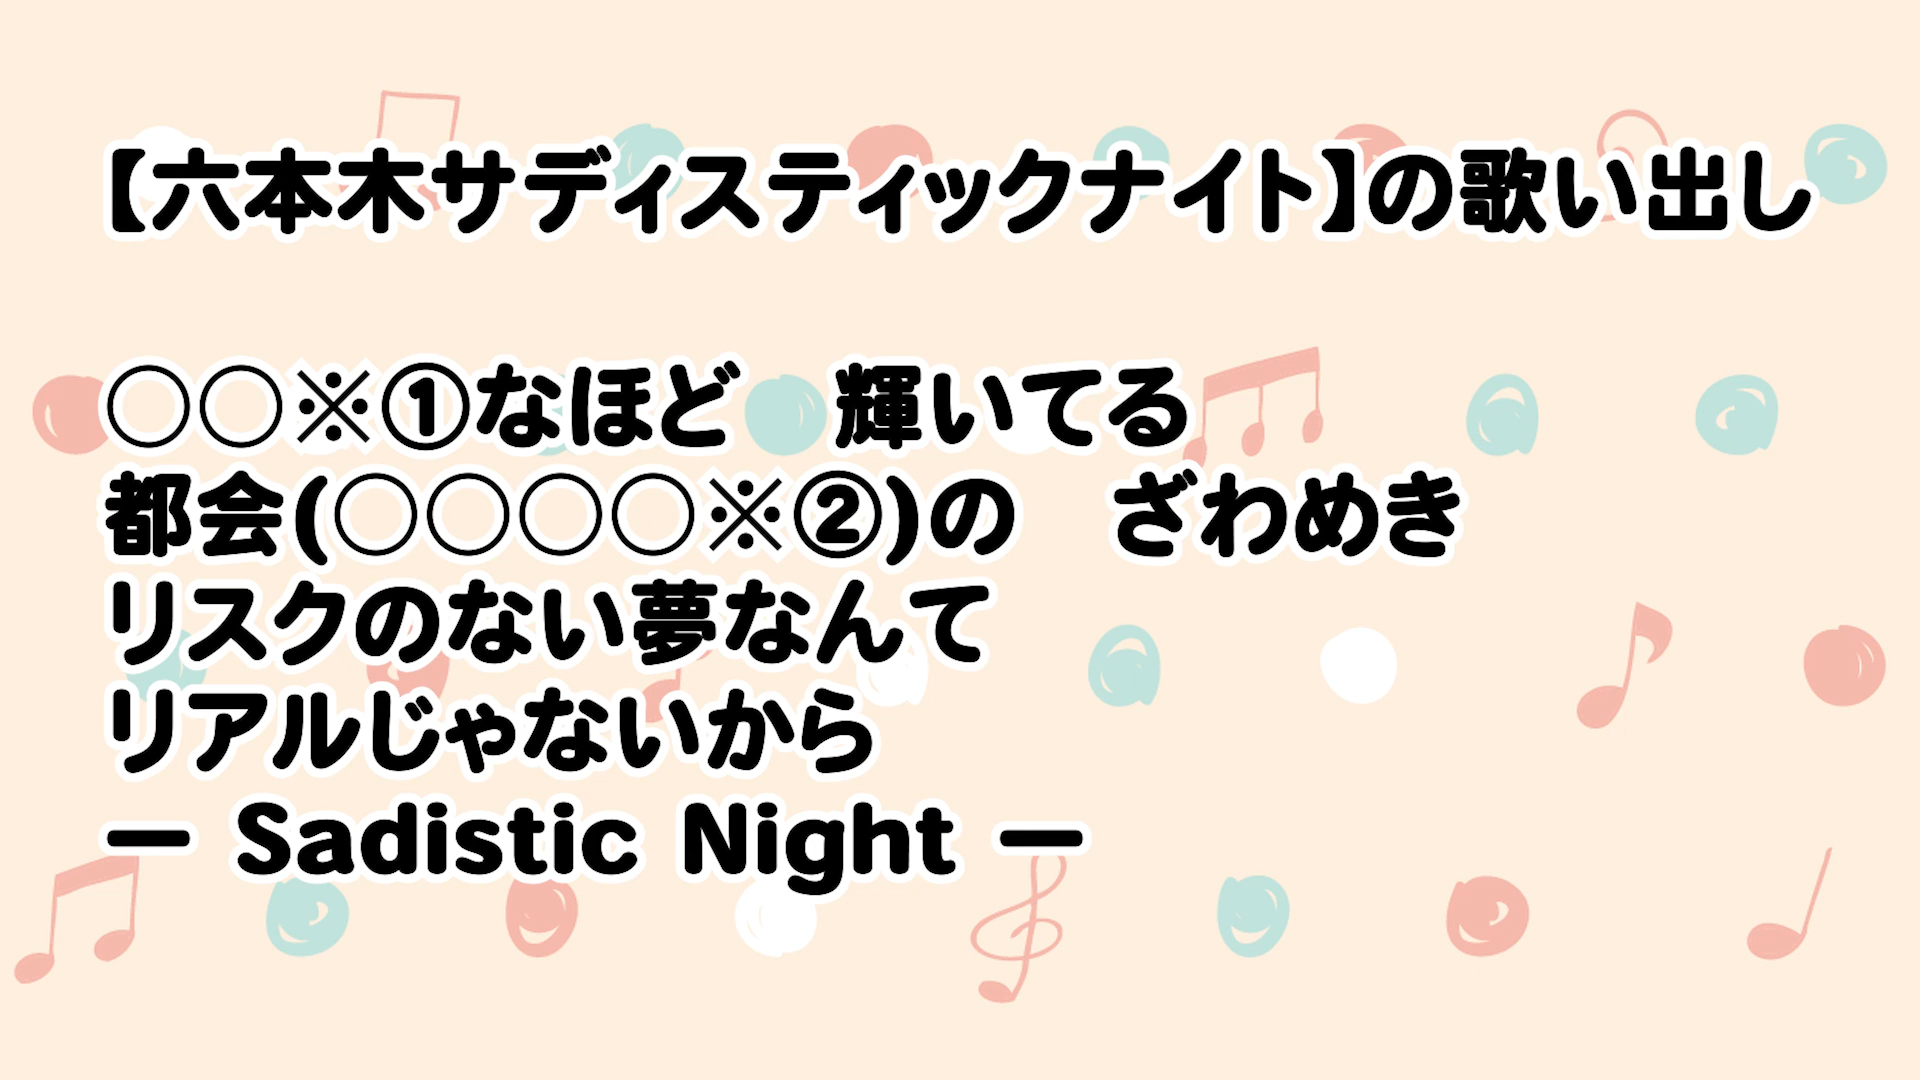 【六本木サディスティックナイト】の歌い出し
○○※①なほど　輝いてる
都会(○○○○※②)の　ざわめき
リスクのない夢なんて
リアルじゃないから
ー Sadistic Night ー